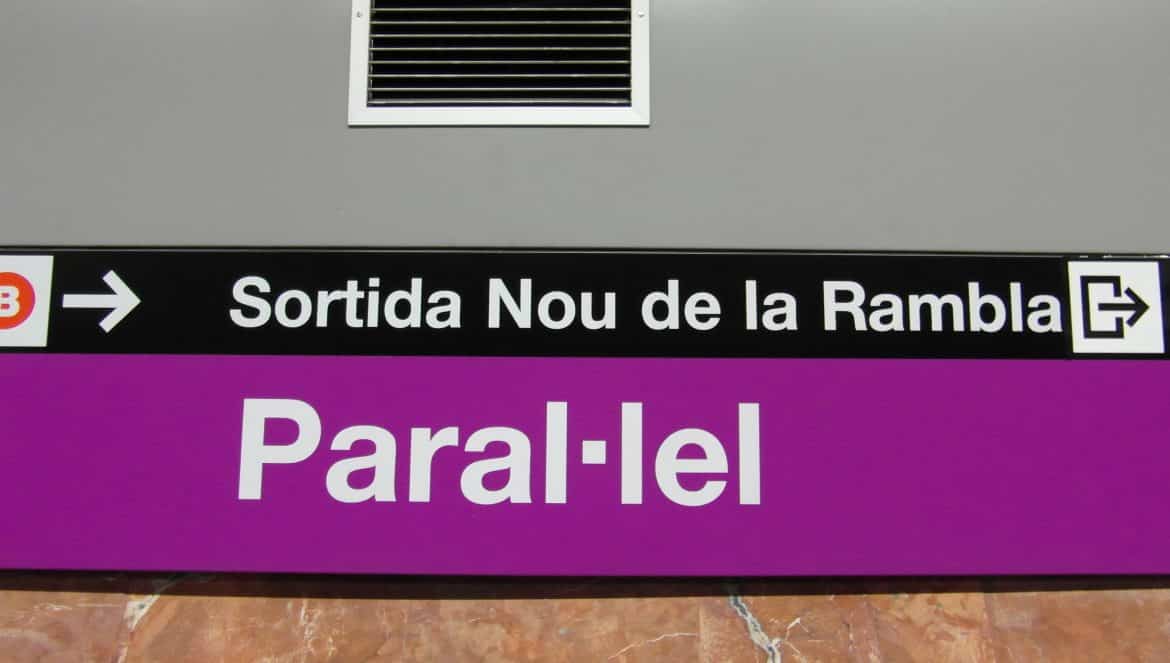 B → Sortida Nou de la Rambla
Paral·lel